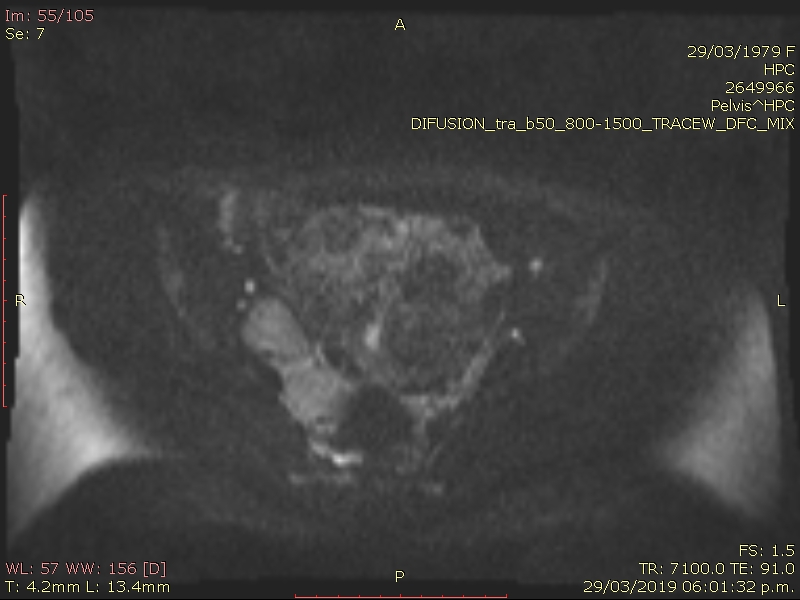 Im: 55/105
Se: 7
A
29/03/1979 F
HPC
2649966
Pelvis^HPC
DIFUSION_tra_b50_800-1500_TRACEW_DFC_MIX
R
L
WL: 57 WW: 156 [D]
T: 4.2mm L: 13.4mm
P
FS: 1.5
TR: 7100.0 TE: 91.0
29/03/2019 06:01:32 p.m.